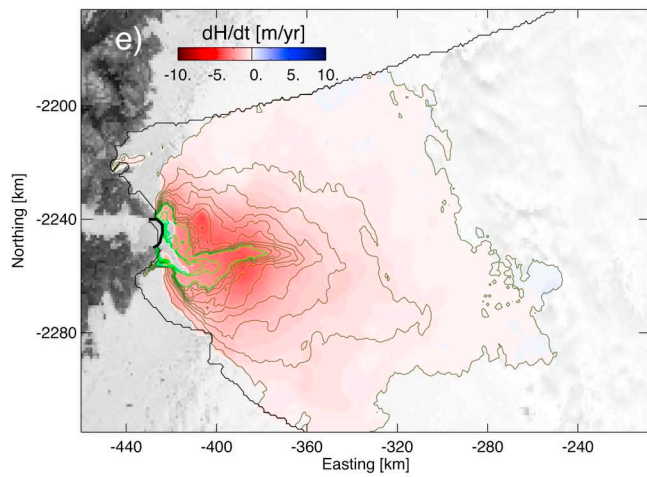 e)
dH/dt [m/yr]
-10. -5. 0. 5. 10.
-2200
-2240
-2280
Northing [km]
-440 -400 -360 -320 -280 -240
Easting [km]